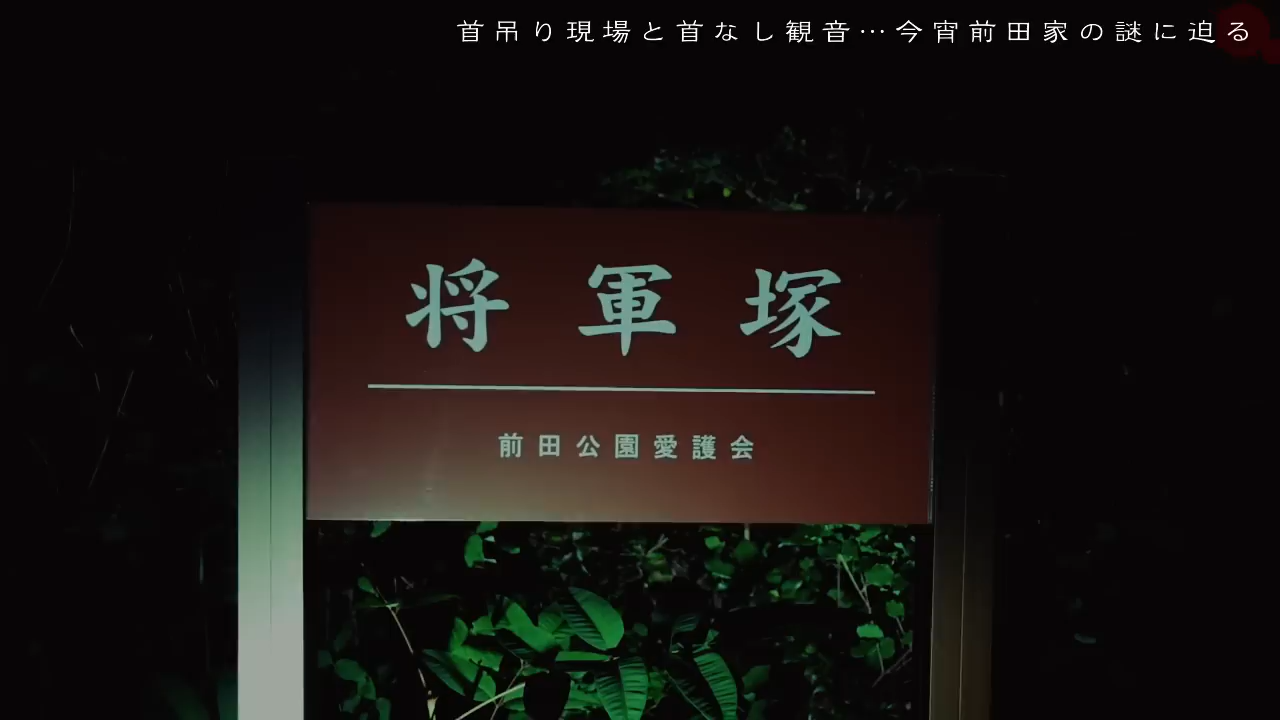 首吊り現場と首なし観音…今宵前田家の謎に迫る
将軍塚
前田公園愛護会